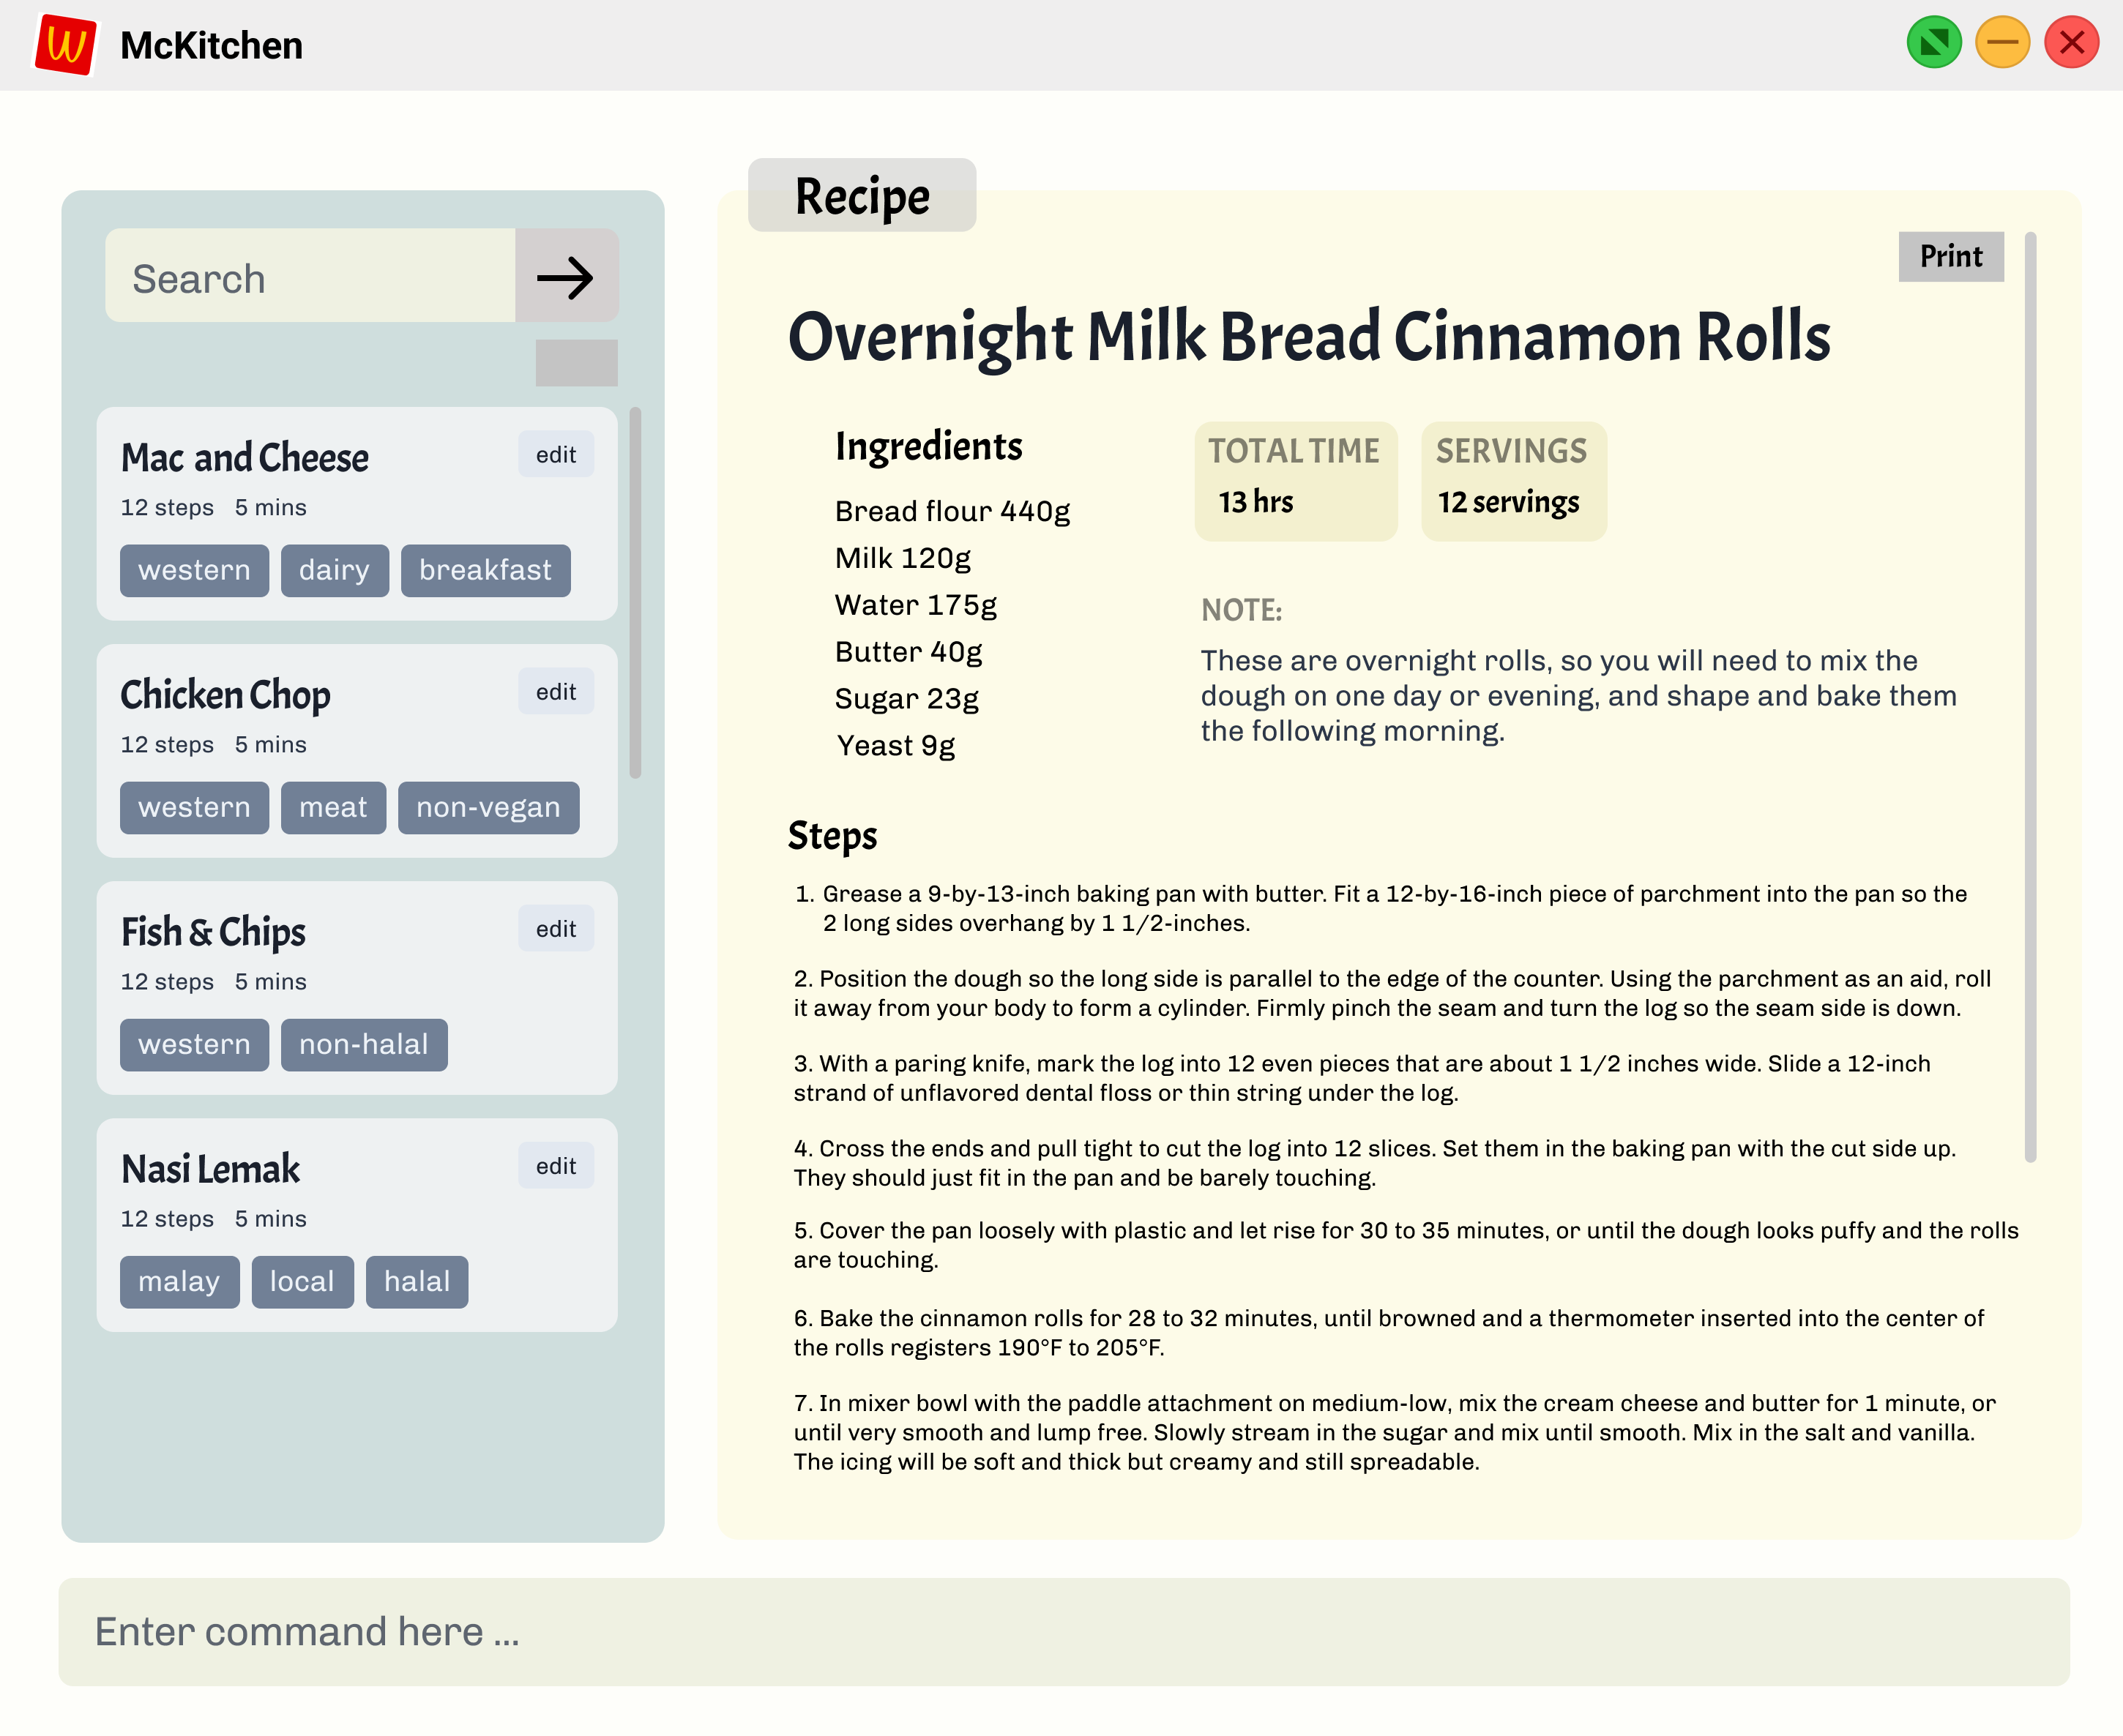 McKitchen
Search
Mac and Cheese
edit
12 steps 5 mins
western dairy breakfast
Chicken Chop
edit
12 steps 5 mins
western meat non-vegan
Fish & Chips
edit
12 steps 5 mins
western non-halal
Nasi Lemak
edit
12 steps 5 mins
malay local halal
Recipe
Print
Overnight Milk Bread Cinnamon Rolls
Ingredients
Bread flour 440g
Milk 120g
Water 175g
Butter 40g
Sugar 23g
Yeast 9g
TOTAL TIME
13 hrs
SERVINGS
12 servings
NOTE:
These are overnight rolls, so you will need to mix the
dough on one day or evening, and shape and bake them
the following morning.
Steps
1. Grease a 9-by-13-inch baking pan with butter. Fit a 12-by-16-inch piece of parchment into the pan so the
2 long sides overhang by 1 1/2-inches.
2. Position the dough so the long side is parallel to the edge of the counter. Using the parchment as an aid, roll
it away from your body to form a cylinder. Firmly pinch the seam and turn the log so the seam side is down.
3. With a paring knife, mark the log into 12 even pieces that are about 1 1/2 inches wide. Slide a 12-inch
strand of unflavored dental floss or thin string under the log.
4. Cross the ends and pull tight to cut the log into 12 slices. Set them in the baking pan with the cut side up.
They should just fit in the pan and be barely touching.
5. Cover the pan loosely with plastic and let rise for 30 to 35 minutes, or until the dough looks puffy and the rolls
are touching.
6. Bake the cinnamon rolls for 28 to 32 minutes, until browned and a thermometer inserted into the center of
the rolls registers 190°F to 205°F.
7. In mixer bowl with the paddle attachment on medium-low, mix the cream cheese and butter for 1 minute, or
until very smooth and lump free. Slowly stream in the sugar and mix until smooth. Mix in the salt and vanilla.
The icing will be soft and thick but creamy and still spreadable.
Enter command here ...